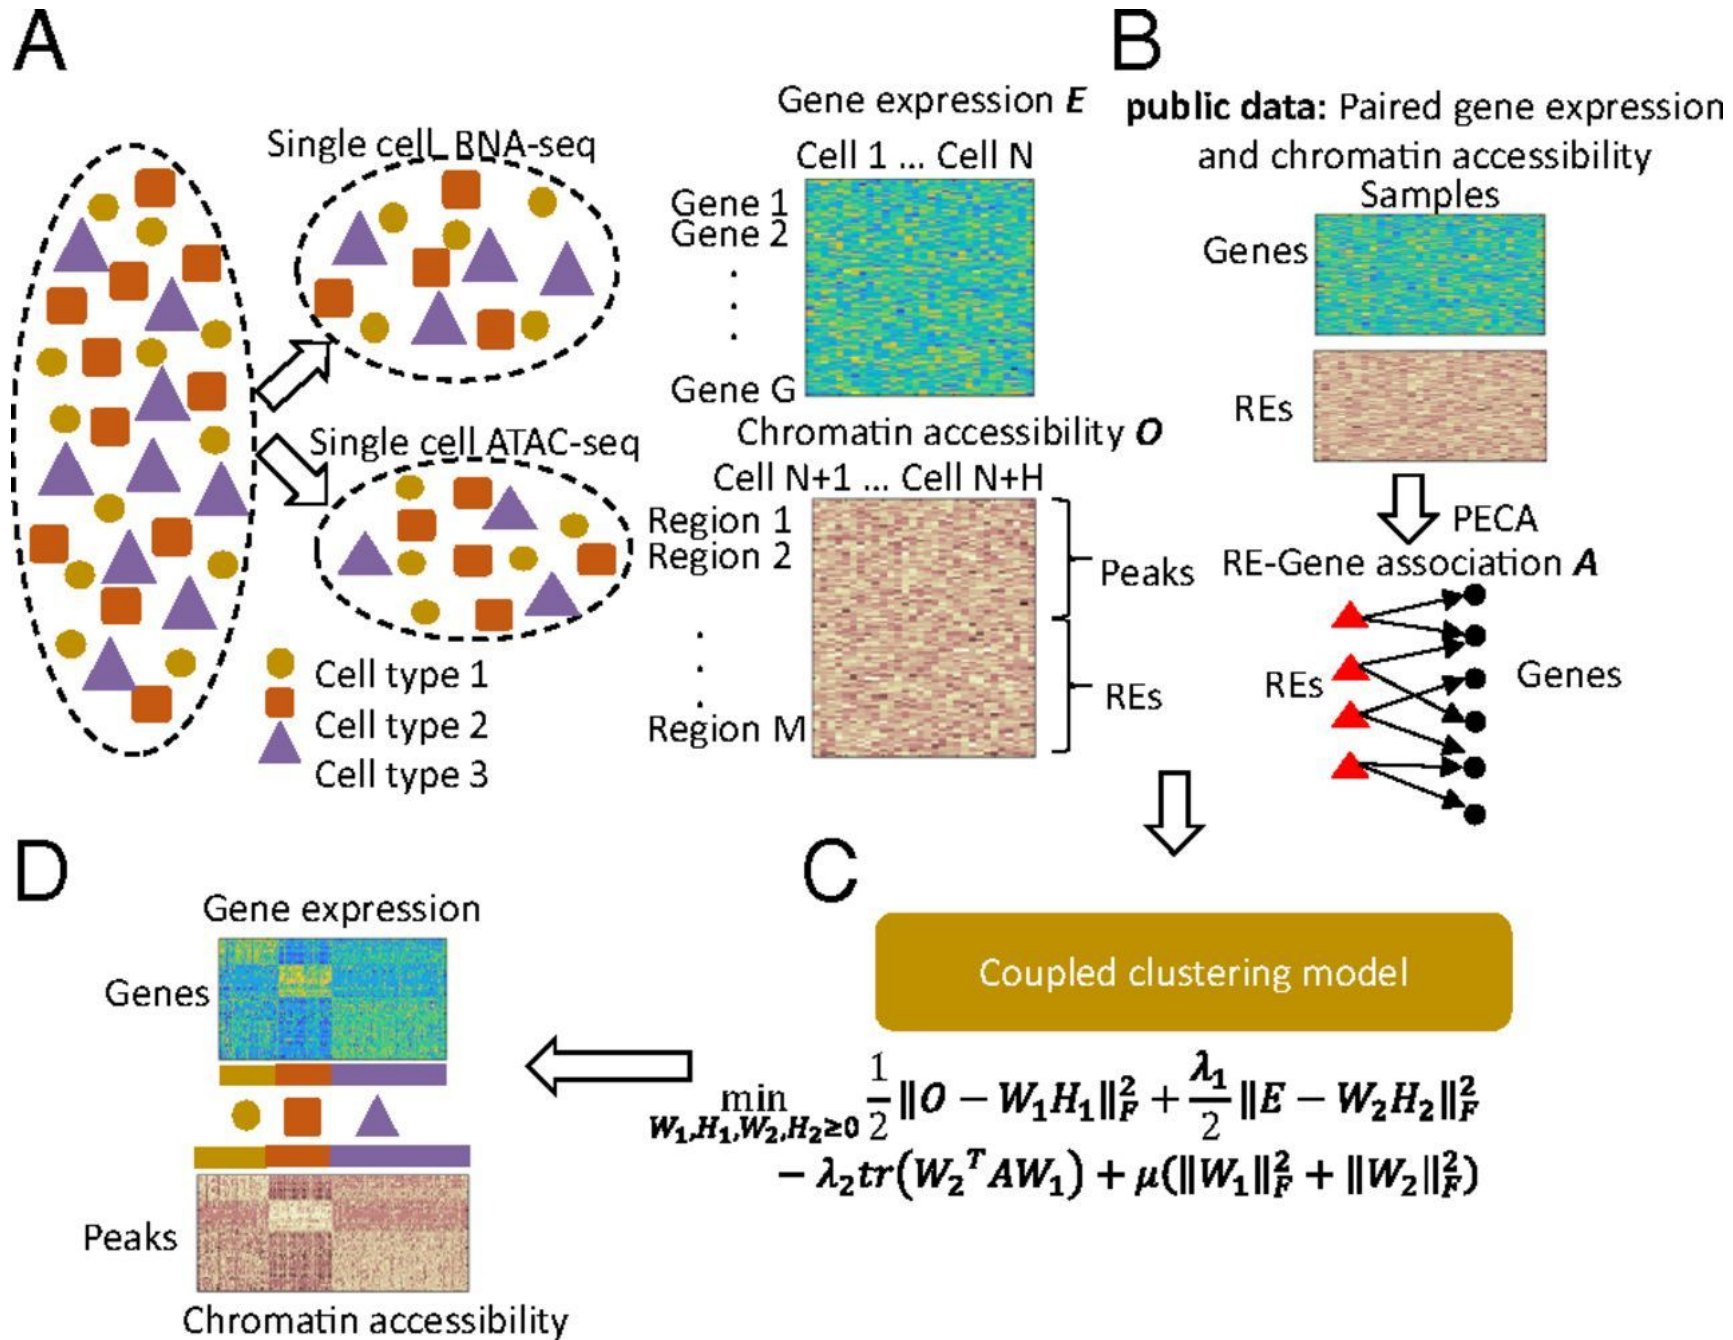 A
Single cell RNA-seq
Single cell ATAC-seq
Cell type 1
Cell type 2
Cell type 3
Gene expression E
Cell 1 ... Cell N
Gene 1
Gene 2
.
.
.
Gene G
Chromatin accessibility O
Cell N+1 ... Cell N+H
Region 1
Region 2
.
.
.
Region M
Peaks
REs
B
public data: Paired gene expression
and chromatin accessibility
Samples
Genes
REs
PECA
RE-Gene association A
REs
Genes
C
Coupled clustering model
min W₁,H₁,W₂,H₂≥0 1/2 ‖O − W₁H₁‖²_F + λ₁/2 ‖E − W₂H₂‖²_F
− λ₂tr(W₂ᵀAW₁) + μ(‖W₁‖²_F + ‖W₂‖²_F)
D
Gene expression
Genes
Peaks
Chromatin accessibility